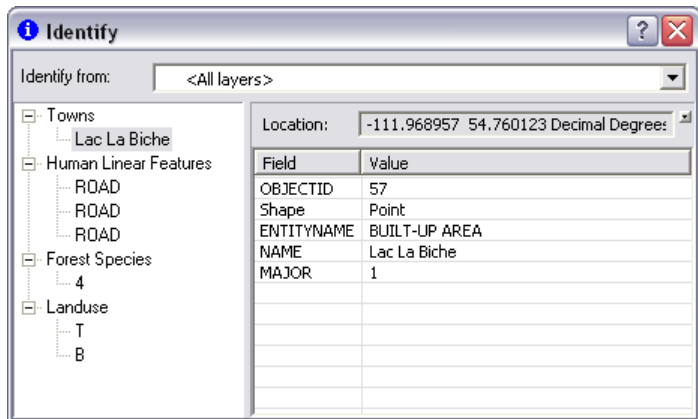 Identify
Identify from: <All layers>
Towns
Lac La Biche
Human Linear Features
ROAD
ROAD
ROAD
Forest Species
4
Landuse
T
B
Location: -111.968957 54.760123 Decimal Degrees
Field Value
OBJECTID 57
Shape Point
ENTITYNAME BUILT-UP AREA
NAME Lac La Biche
MAJOR 1